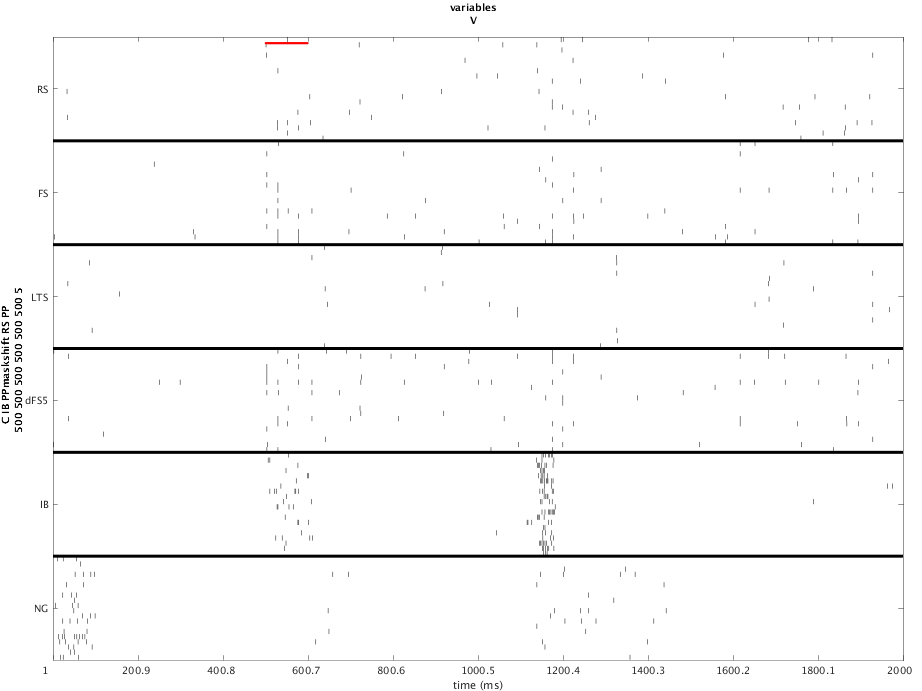 variables
V
RS
FS
LTS
dFS5
IB
NG
C IB PPmaskshift RS PP
500 500 500 500 500 5
1
200.9
400.8
600.7
800.6
1000.5
1200.4
1400.3
1600.2
1800.1
2000
time (ms)